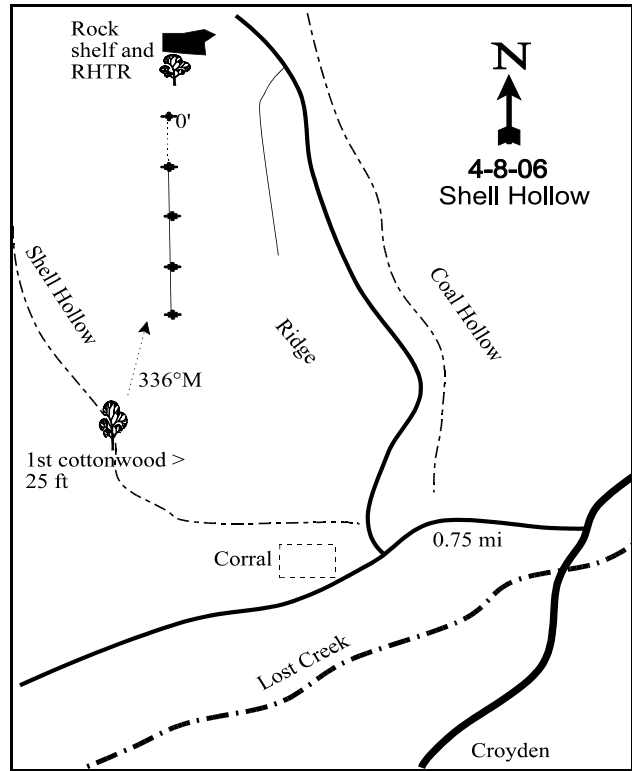 Rock
shelf and
RHTR
0'
N
4-8-06
Shell Hollow
Shell Hollow
Ridge
Coal Hollow
336°M
1st cottonwood >
25 ft
Corral
0.75 mi
Lost Creek
Croyden